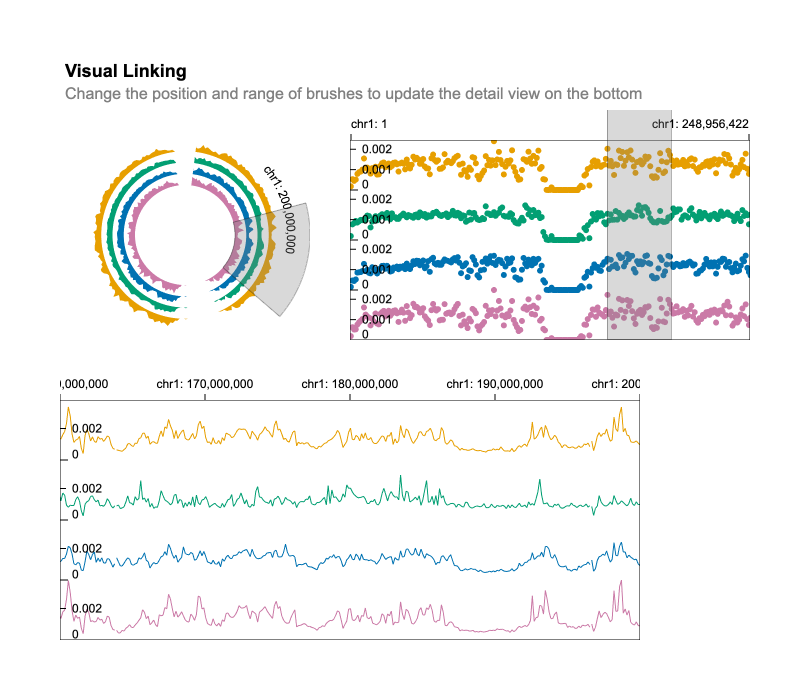 Visual Linking
Change the position and range of brushes to update the detail view on the bottom
chr1: 200,000,000
chr1: 1
chr1: 248,956,422
0.002
0.001
0
0.002
0.001
0
0.002
0.001
0
0.002
0.001
0
0,000,000
chr1: 170,000,000
chr1: 180,000,000
chr1: 190,000,000
chr1: 200
0.002
0
0.002
0
0.002
0
0.002
0